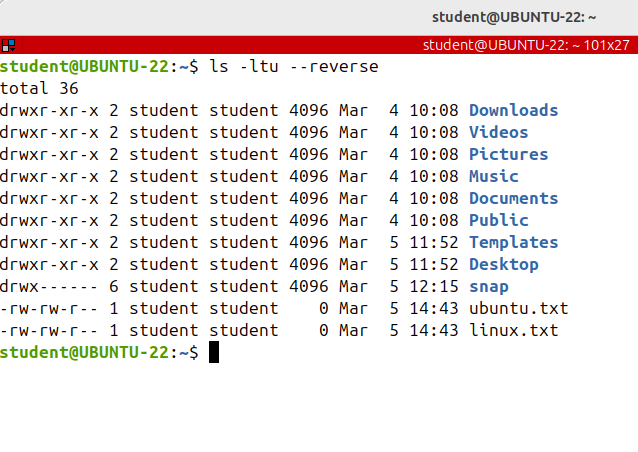 student@UBUNTU-22: ~
student@UBUNTU-22: ~ 101x27
student@UBUNTU-22:~$ ls -ltu --reverse
total 36
drwxr-xr-x 2 student student 4096 Mar  4 10:08 Downloads
drwxr-xr-x 2 student student 4096 Mar  4 10:08 Videos
drwxr-xr-x 2 student student 4096 Mar  4 10:08 Pictures
drwxr-xr-x 2 student student 4096 Mar  4 10:08 Music
drwxr-xr-x 2 student student 4096 Mar  4 10:08 Documents
drwxr-xr-x 2 student student 4096 Mar  4 10:08 Public
drwxr-xr-x 2 student student 4096 Mar  5 11:52 Templates
drwxr-xr-x 2 student student 4096 Mar  5 11:52 Desktop
drwx------ 6 student student 4096 Mar  5 12:15 snap
-rw-rw-r-- 1 student student    0 Mar  5 14:43 ubuntu.txt
-rw-rw-r-- 1 student student    0 Mar  5 14:43 linux.txt
student@UBUNTU-22:~$